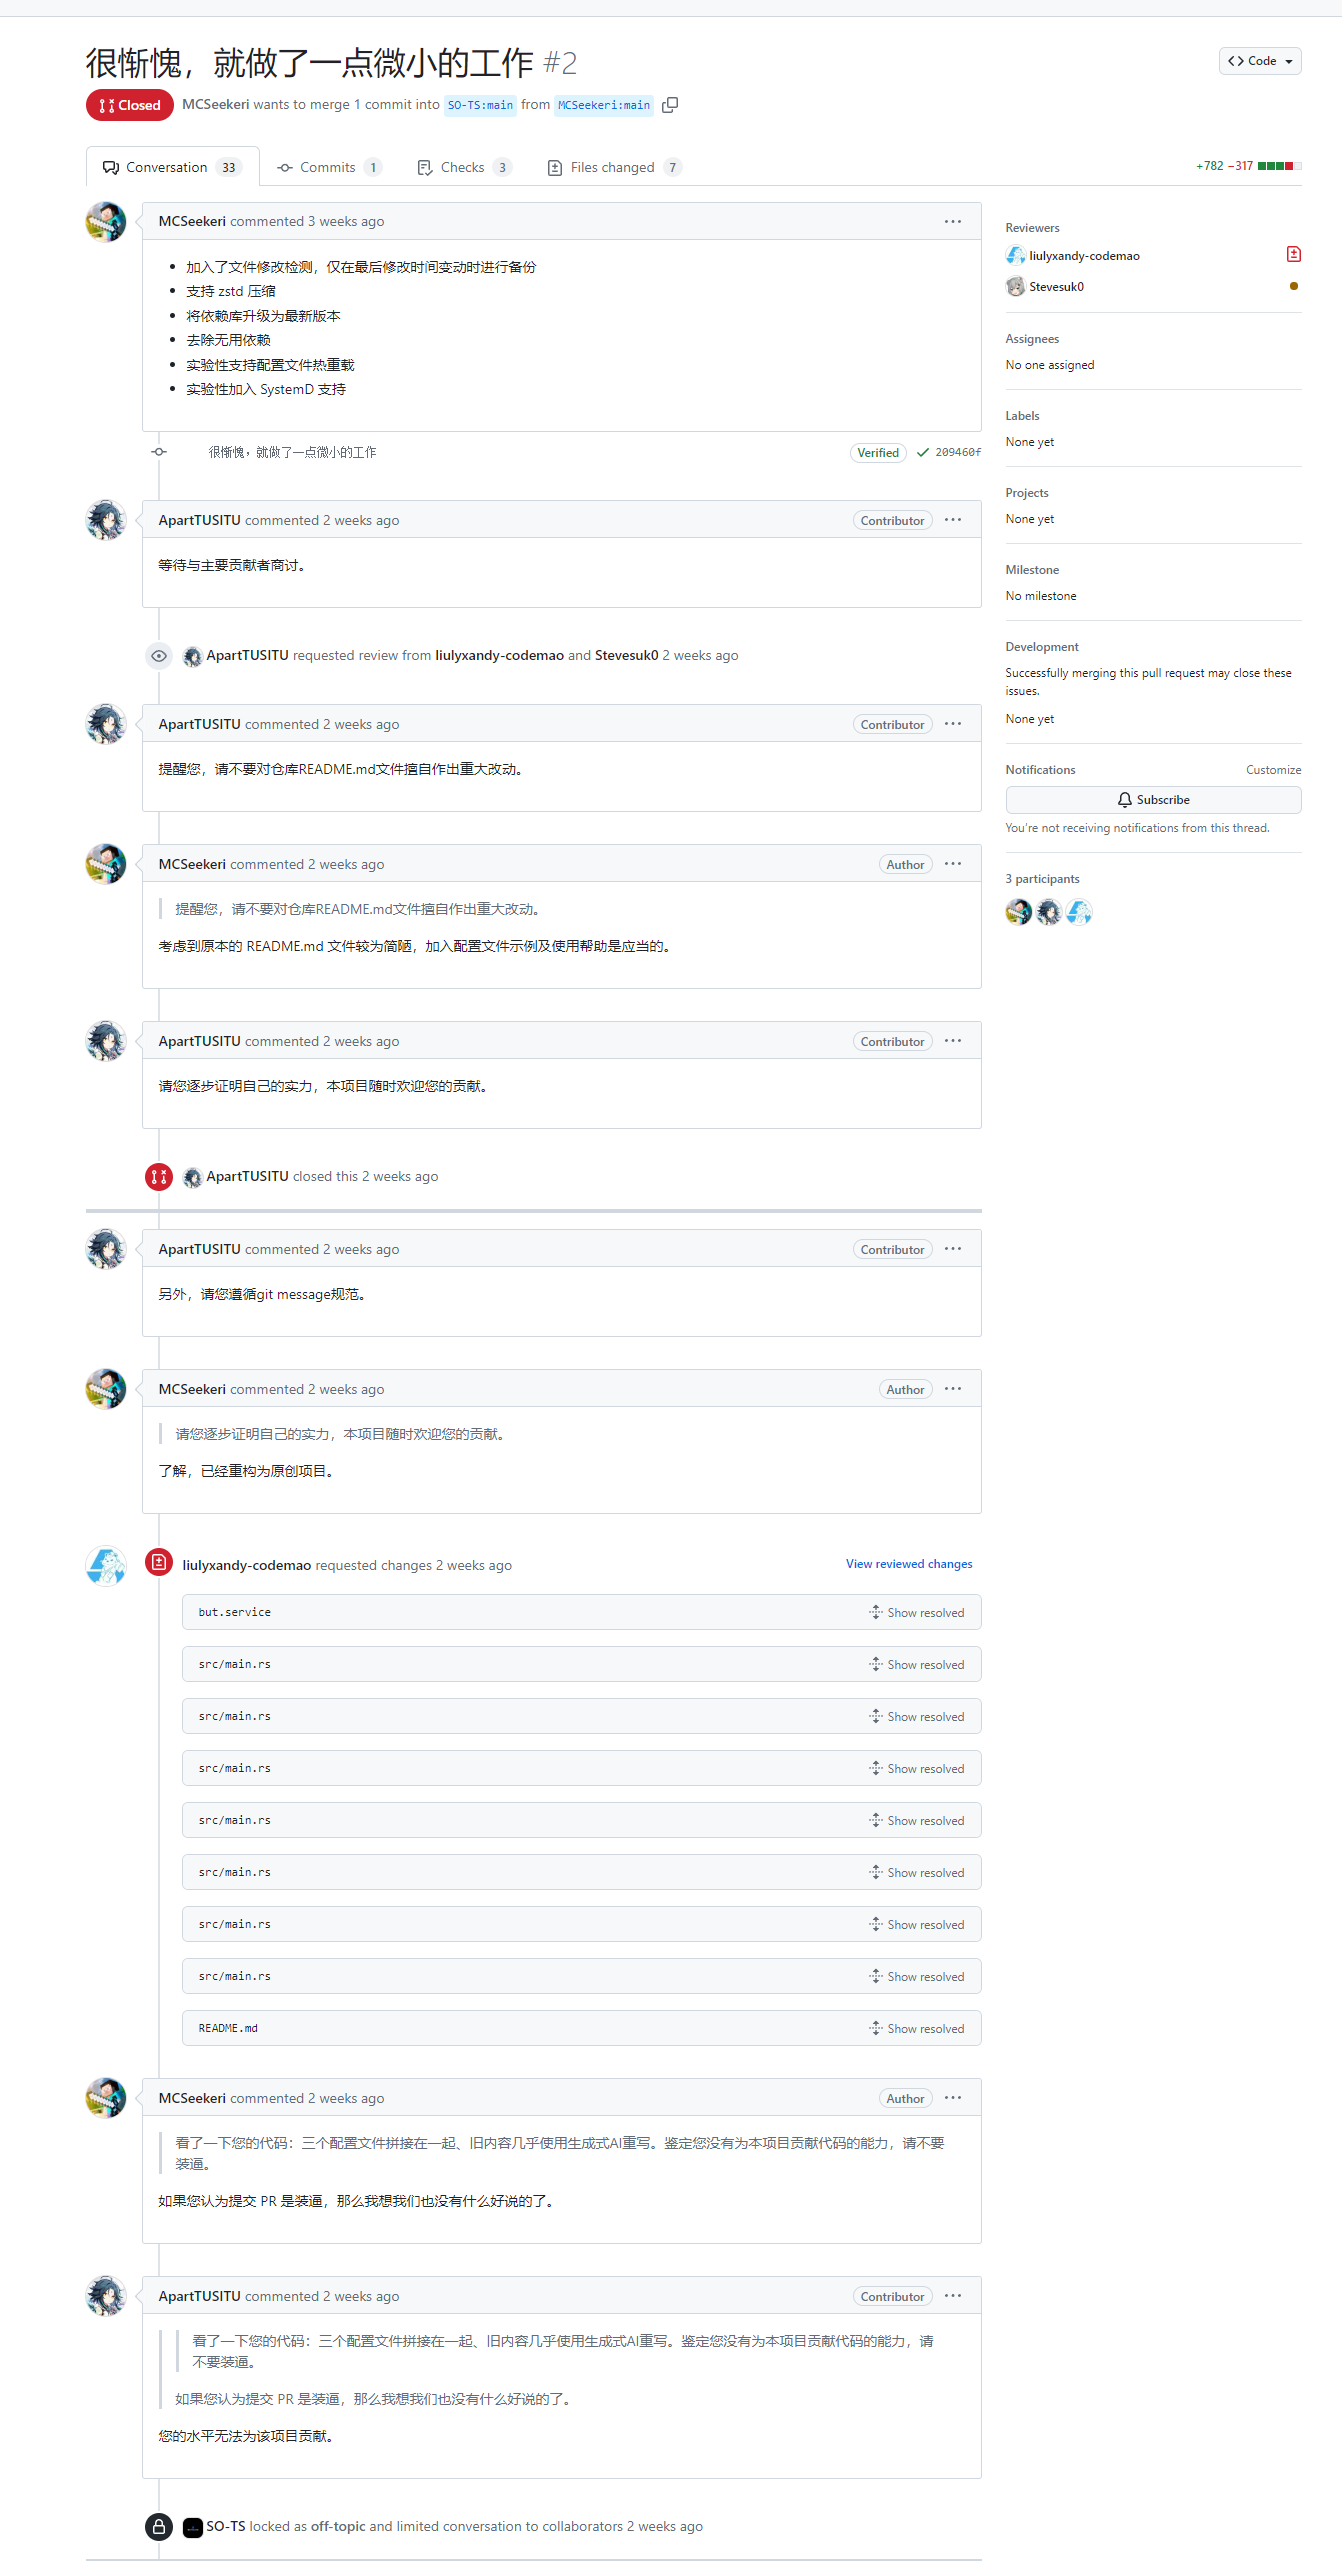 很惭愧，就做了一点微小的工作 #2
Code
Closed MCSeekeri wants to merge 1 commit into SO-TS:main from MCSeekeri:main
Conversation 33 Commits 1 Checks 3 Files changed 7 +782 −317
MCSeekeri commented 3 weeks ago
加入了文件修改检测，仅在最后修改时间变动时进行备份
支持 zstd 压缩
将依赖库升级为最新版本
去除无用依赖
实验性支持配置文件热重载
实验性加入 SystemD 支持
很惭愧，就做了一点微小的工作 Verified 209460f
ApartTUSITU commented 2 weeks ago Contributor
等待与主要贡献者商讨。
ApartTUSITU requested review from liulyxandy-codemao and Stevesuk0 2 weeks ago
ApartTUSITU commented 2 weeks ago Contributor
提醒您，请不要对仓库README.md文件擅自作出重大改动。
MCSeekeri commented 2 weeks ago Author
提醒您，请不要对仓库README.md文件擅自作出重大改动。
考虑到原本的 README.md 文件较为简陋，加入配置文件示例及使用帮助是应当的。
ApartTUSITU commented 2 weeks ago Contributor
请您逐步证明自己的实力，本项目随时欢迎您的贡献。
ApartTUSITU closed this 2 weeks ago
ApartTUSITU commented 2 weeks ago Contributor
另外，请您遵循git message规范。
MCSeekeri commented 2 weeks ago Author
请您逐步证明自己的实力，本项目随时欢迎您的贡献。
了解，已经重构为原创项目。
liulyxandy-codemao requested changes 2 weeks ago View reviewed changes
but.service Show resolved
src/main.rs Show resolved
src/main.rs Show resolved
src/main.rs Show resolved
src/main.rs Show resolved
src/main.rs Show resolved
src/main.rs Show resolved
src/main.rs Show resolved
README.md Show resolved
MCSeekeri commented 2 weeks ago Author
看了一下您的代码：三个配置文件拼接在一起、旧内容几乎使用生成式AI重写。鉴定您没有为本项目贡献代码的能力，请不要
装逼。
如果您认为提交 PR 是装逼，那么我想我们也没有什么好说的了。
ApartTUSITU commented 2 weeks ago Contributor
看了一下您的代码：三个配置文件拼接在一起、旧内容几乎使用生成式AI重写。鉴定您没有为本项目贡献代码的能力，请
不要装逼。
如果您认为提交 PR 是装逼，那么我想我们也没有什么好说的了。
您的水平无法为该项目贡献。
SO-TS locked as off-topic and limited conversation to collaborators 2 weeks ago
Reviewers
liulyxandy-codemao
Stevesuk0
Assignees
No one assigned
Labels
None yet
Projects
None yet
Milestone
No milestone
Development
Successfully merging this pull request may close these
issues.
None yet
Notifications Customize
Subscribe
You're not receiving notifications from this thread.
3 participants